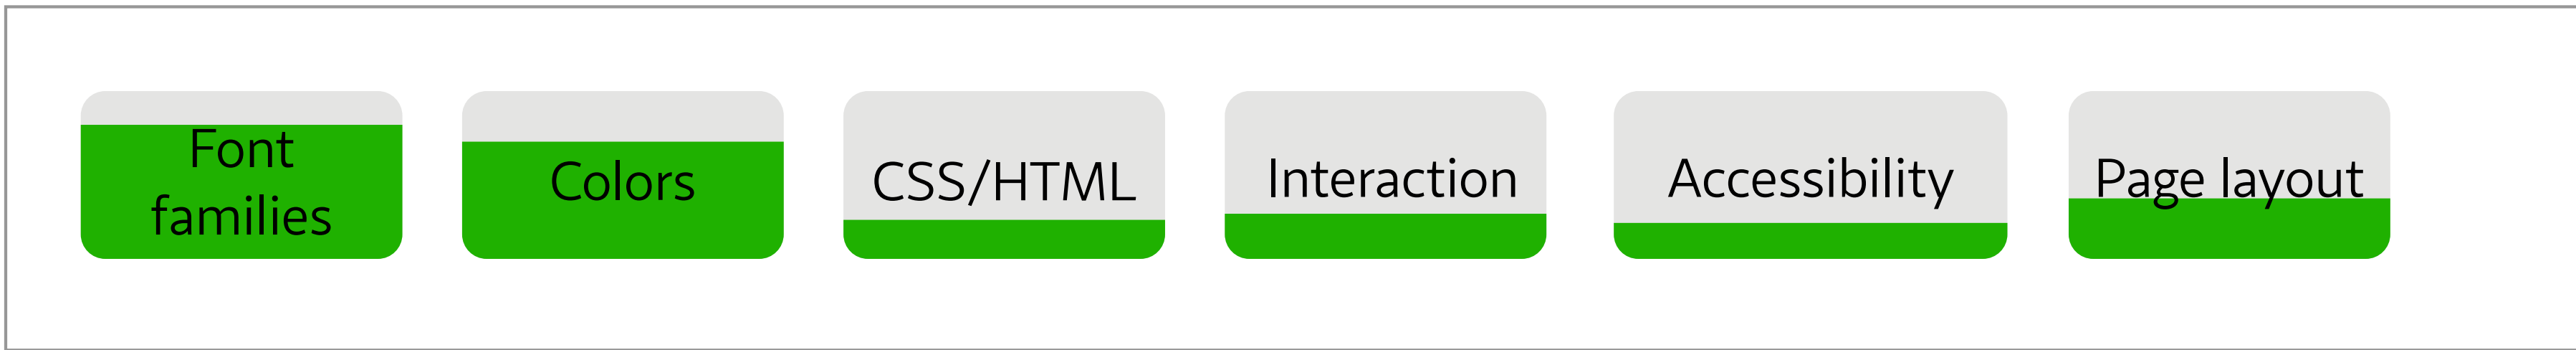 Font
families
Colors
CSS/HTML
Interaction
Accessibility
Page layout